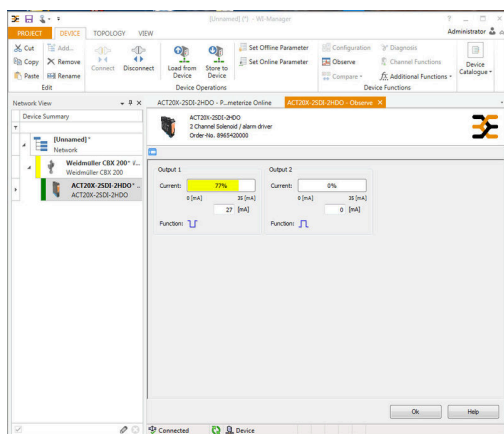 [Unnamed] (*) - WI-Manager
PROJECT DEVICE TOPOLOGY VIEW Administrator
Cut Add... Set Offline Parameter Configuration Diagnosis
Copy Remove Connect Disconnect Load from Device Store to Device Set Online Parameter Observe Channel Functions Device Catalogue
Paste Rename Compare Additional Functions
Edit Device Operations Device Functions
Network View ACT20X-2SDI-2HDO - P...meterize Online ACT20X-2SDI-2HDO - Observe
Device Summary
ACT20X-2SDI-2HDO
2 Channel Solenoid / alarm driver
Order-No. 8965420000
[Unnamed]*
Network
Weidmüller CBX 200* /...
Weidmüller CBX 200
ACT20X-2SDI-2HDO* ..
ACT20X-2SDI-2HDO
Output 1 Output 2
Current: 77% Current: 0%
0 [mA] 35 [mA] 0 [mA] 35 [mA]
27 [mA] 0 [mA]
Function: Function:
Ok Help
Connected Device